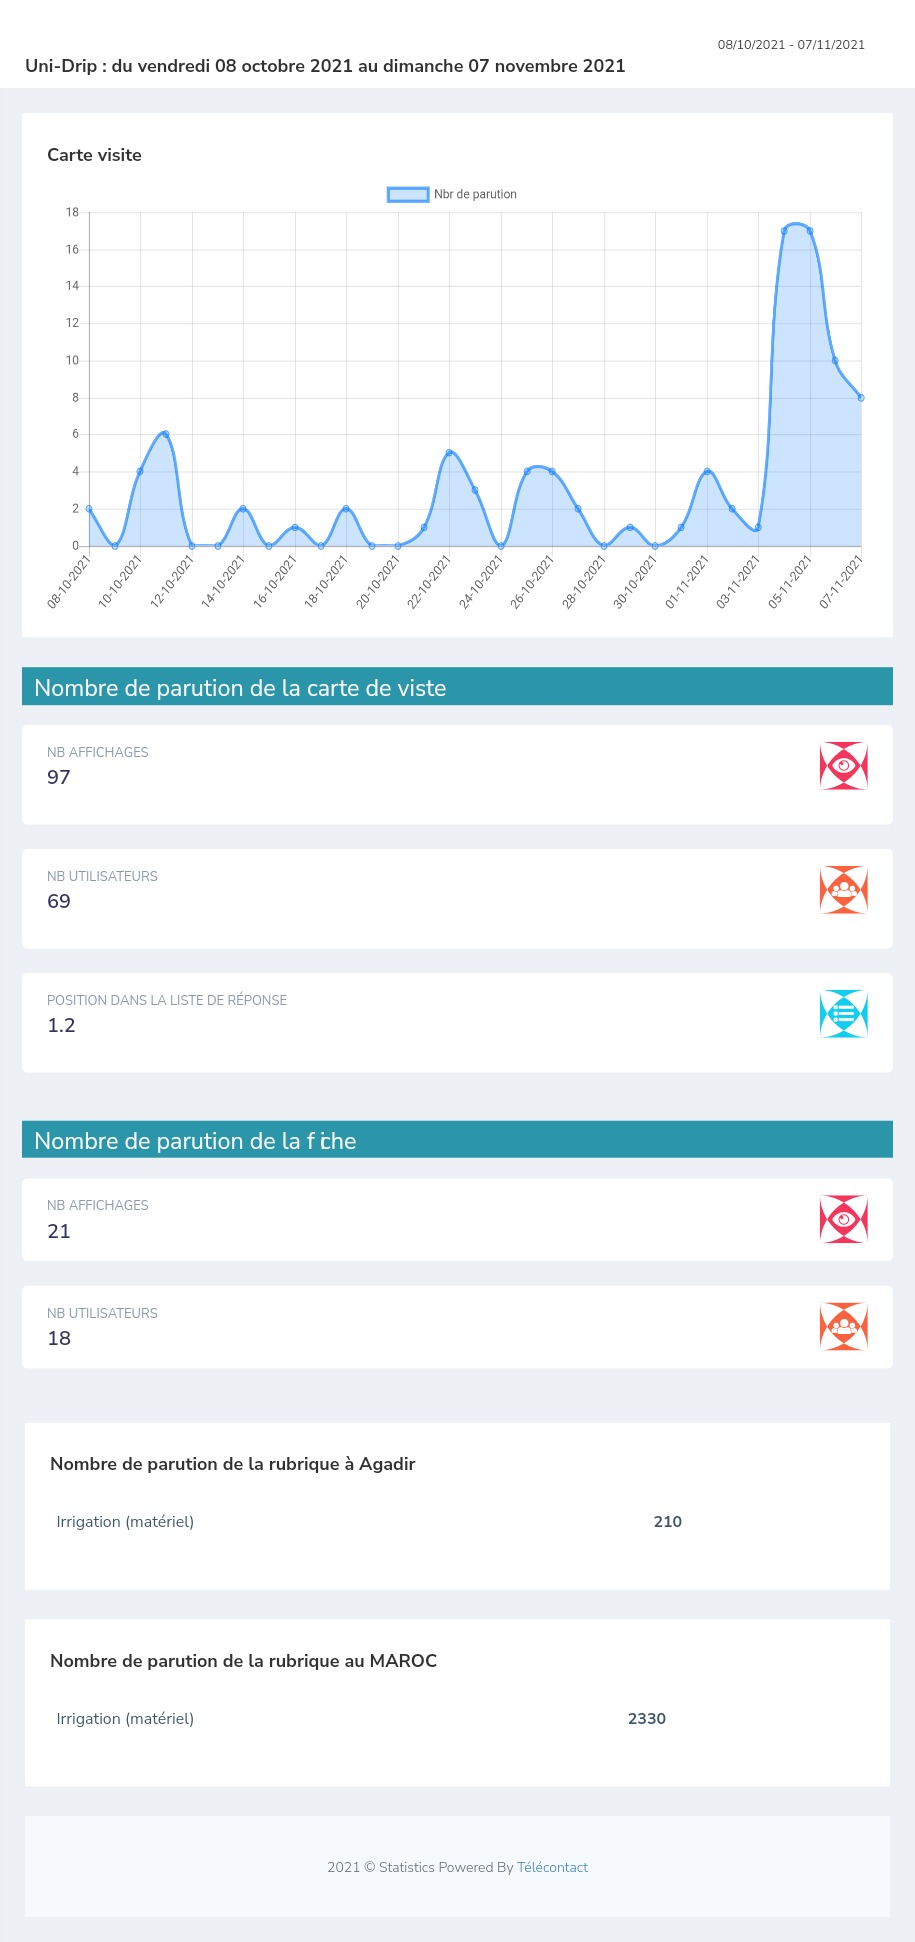 08/10/2021 - 07/11/2021
Uni-Drip : du vendredi 08 octobre 2021 au dimanche 07 novembre 2021
Carte visite
Nbr de parution
18
16
14
12
10
8
6
4
2
0
08-10-2021
10-10-2021
12-10-2021
14-10-2021
16-10-2021
18-10-2021
20-10-2021
22-10-2021
24-10-2021
26-10-2021
28-10-2021
30-10-2021
01-11-2021
03-11-2021
05-11-2021
07-11-2021
Nombre de parution de la carte de viste
NB AFFICHAGES
97
NB UTILISATEURS
69
POSITION DANS LA LISTE DE RÉPONSE
1.2
Nombre de parution de la fiche
NB AFFICHAGES
21
NB UTILISATEURS
18
Nombre de parution de la rubrique à Agadir
Irrigation (matériel) 210
Nombre de parution de la rubrique au MAROC
Irrigation (matériel) 2330
2021 © Statistics Powered By Télécontact